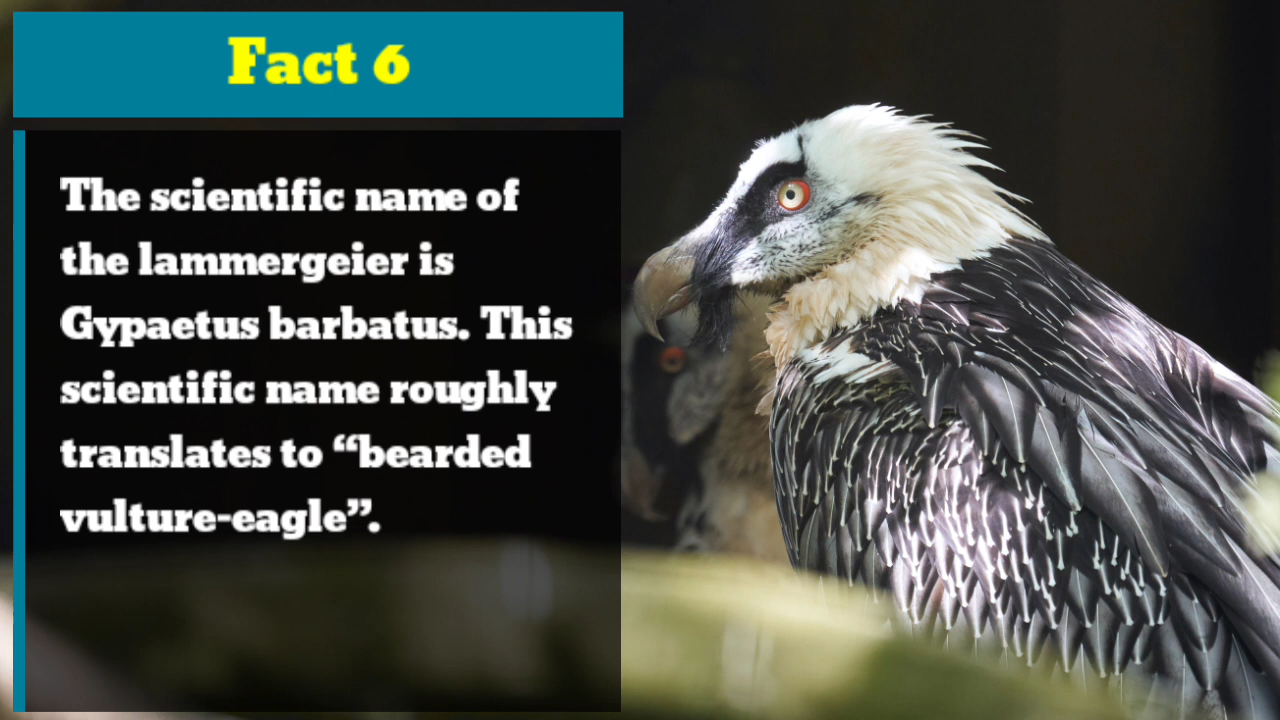 Fact 6
The scientific name of
the lammergeier is
Gypaetus barbatus. This
scientific name roughly
translates to “bearded
vulture-eagle”.